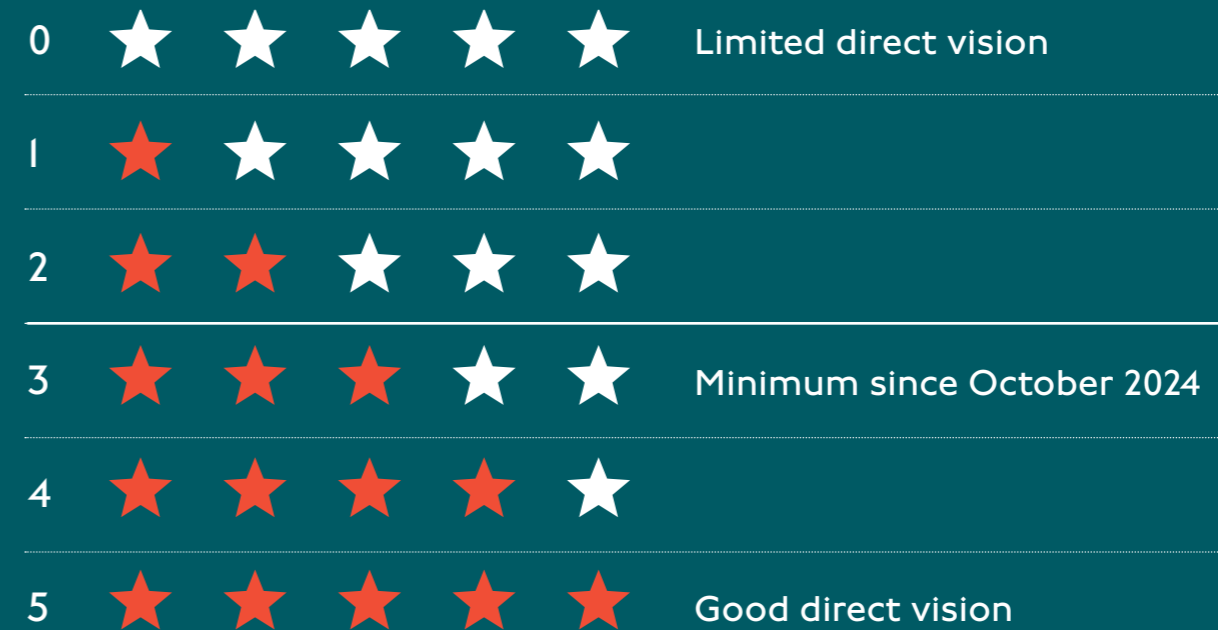 0 Limited direct vision
1
2
3 Minimum since October 2024
4
5 Good direct vision